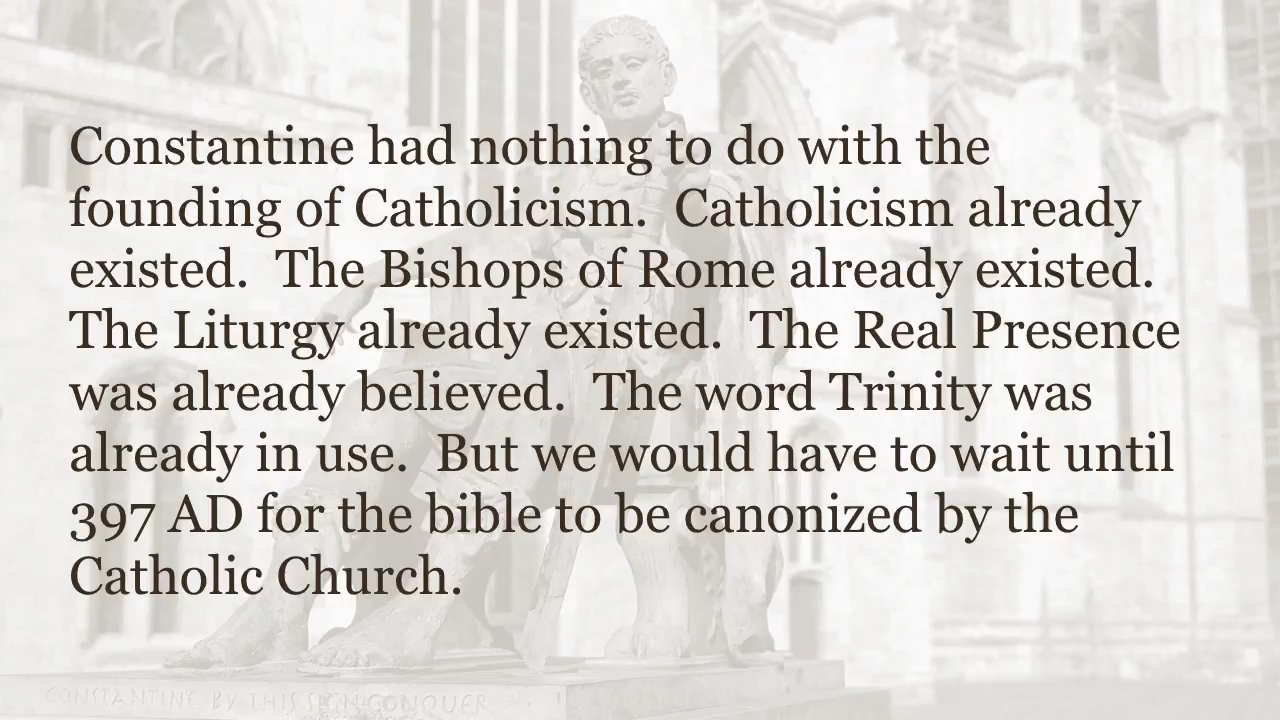 Constantine had nothing to do with the
founding of Catholicism.  Catholicism already
existed.  The Bishops of Rome already existed.
The Liturgy already existed.  The Real Presence
was already believed.  The word Trinity was
already in use.  But we would have to wait until
397 AD for the bible to be canonized by the
Catholic Church.
CONSTANTINE BY THIS SIGN CONQUER